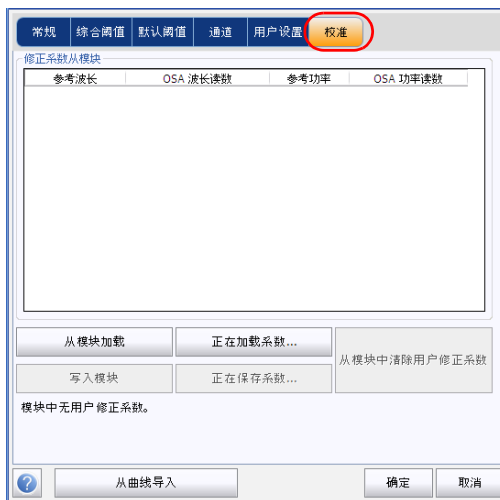 常规 综合阈值 默认阈值 通道 用户设置 校准
修正系数从模块
参考波长 OSA 波长读数 参考功率 OSA 功率读数
从模块加载 正在加载系数... 从模块中清除用户修正系数
写入模块 正在保存系数...
模块中无用户修正系数。
? 从曲线导入 确定 取消